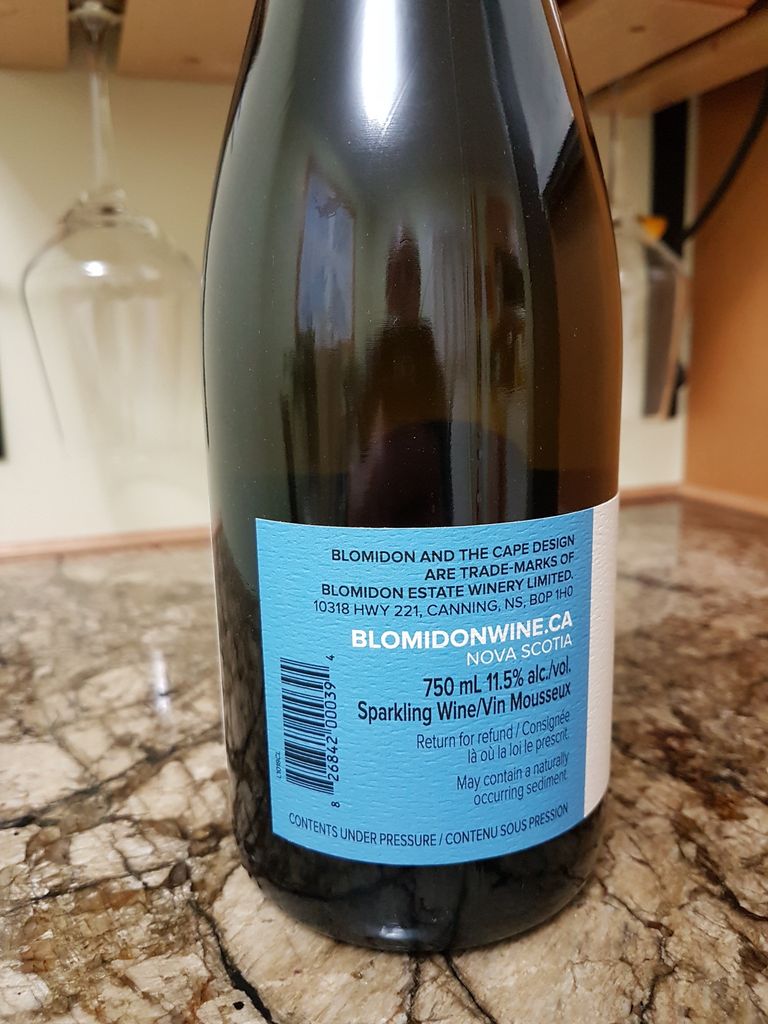 BLOMIDON AND THE CAPE DESIGN
ARE TRADE-MARKS OF
BLOMIDON ESTATE WINERY LIMITED.
10318 HWY 221, CANNING, NS, B0P 1H0
BLOMIDONWINE.CA
NOVA SCOTIA
750 mL 11.5% alc./vol.
Sparkling Wine/Vin Mousseux
Return for refund / Consignée
là où la loi le prescrit.
May contain a naturally
occurring sediment.
8 26842 00039 4
CONTENTS UNDER PRESSURE / CONTENU SOUS PRESSION